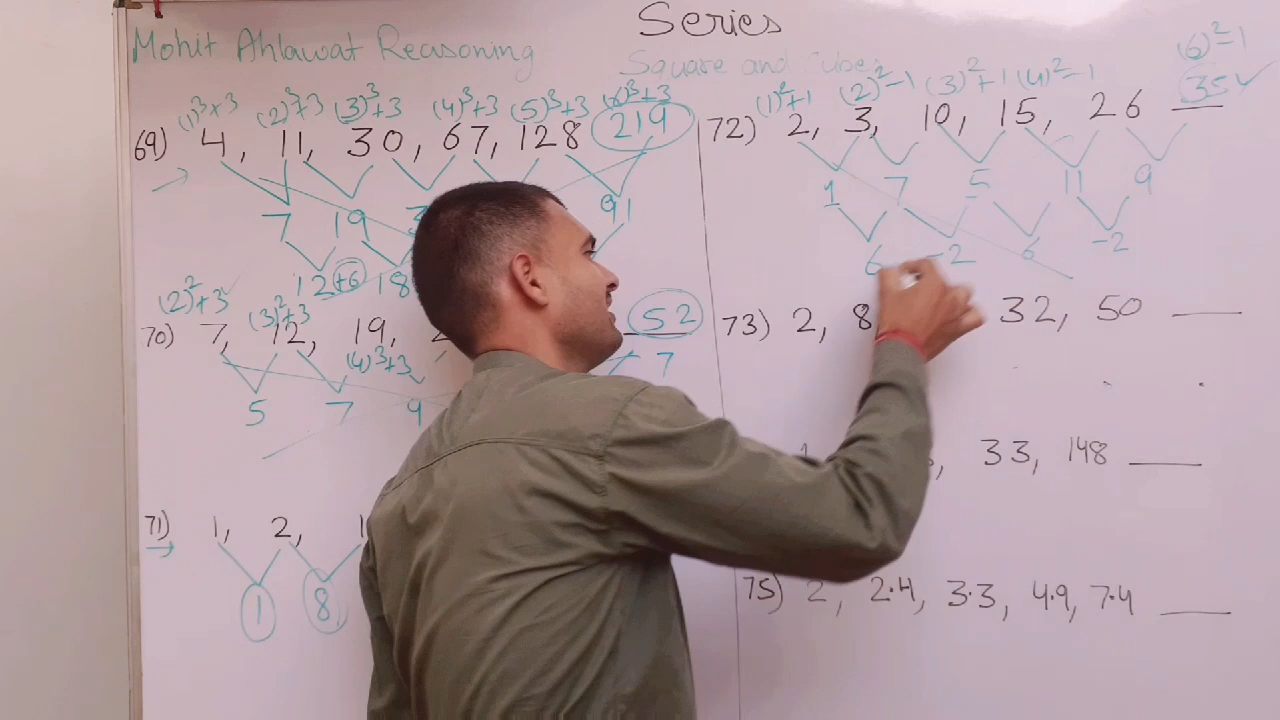 Series
Mohit Ahlawat Reasoning
Square and Cubes
(1)³×3 (2)³+3 (3)³+3 (4)³+3 (5)³+3 (6)³+3
69) 4, 11, 30, 67, 128 219
7 19 91
12 +6 18
(2)²+3 (3)²+3
70) 7, 12, 19, 52
(4)³+3
5 7 9 7
71) 1, 2,
1 8
(1)²+1 (2)²-1 (3)²+1 (4)²-1 (6)²-1
72) 2, 3, 10, 15, 26 35
1 7 5 11 9
6 -2 6 -2
73) 2, 8, 32, 50
33, 148
75) 2, 2.4, 3.3, 4.9, 7.4